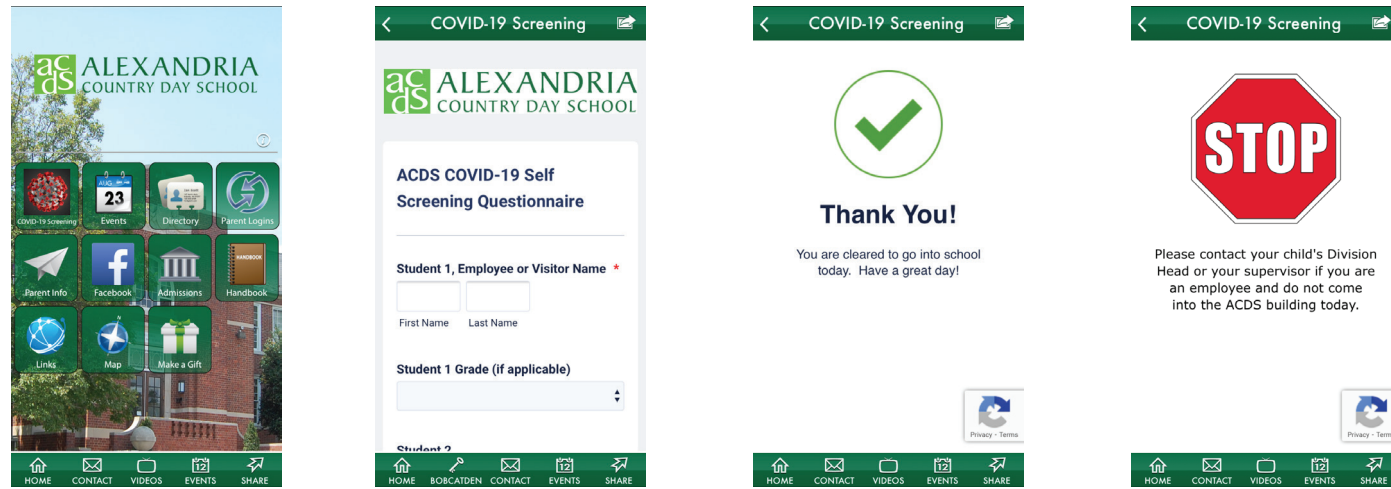 acds ALEXANDRIA
COUNTRY DAY SCHOOL
COVID-19 Screening
AUG
23
Events
Directory
Parent Logins
Parent Info
f
Facebook
Admissions
HANDBOOK
Handbook
Links
Map
Make a Gift
HOME
CONTACT
VIDEOS
12
EVENTS
SHARE
COVID-19 Screening
acds ALEXANDRIA
COUNTRY DAY SCHOOL
ACDS COVID-19 Self
Screening Questionnaire
Student 1, Employee or Visitor Name *
First Name
Last Name
Student 1 Grade (if applicable)
Student 2
HOME
BOBCATDEN
CONTACT
12
EVENTS
SHARE
COVID-19 Screening
Thank You!
You are cleared to go into school
today. Have a great day!
Privacy - Terms
HOME
CONTACT
VIDEOS
12
EVENTS
SHARE
COVID-19 Screening
STOP
Please contact your child's Division
Head or your supervisor if you are
an employee and do not come
into the ACDS building today.
Privacy - Term
HOME
CONTACT
VIDEOS
12
EVENTS
SHARE